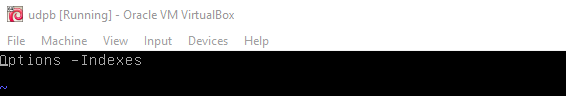 udpb [Running] - Oracle VM VirtualBox
File Machine View Input Devices Help
Options -Indexes
~